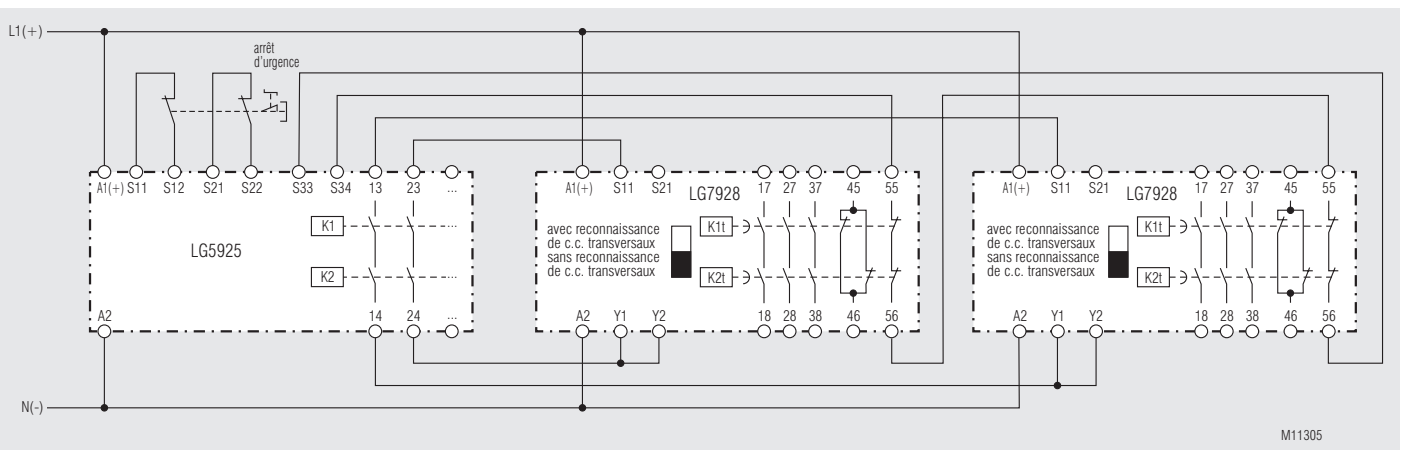 L1(+)
arrêt
d'urgence
A1(+) S11 S12 S21 S22 S33 S34 13 23 ...
K1 ...
LG5925
K2 ...
A2 14 24 ...
A1(+) S11 S21 17 27 37 45 55
LG7928
avec reconnaissance
de c.c. transversaux
sans reconnaissance
de c.c. transversaux
K1t
K2t
A2 Y1 Y2 18 28 38 46 56
A1(+) S11 S21 17 27 37 45 55
LG7928
avec reconnaissance
de c.c. transversaux
sans reconnaissance
de c.c. transversaux
K1t
K2t
A2 Y1 Y2 18 28 38 46 56
N(-)
M11305